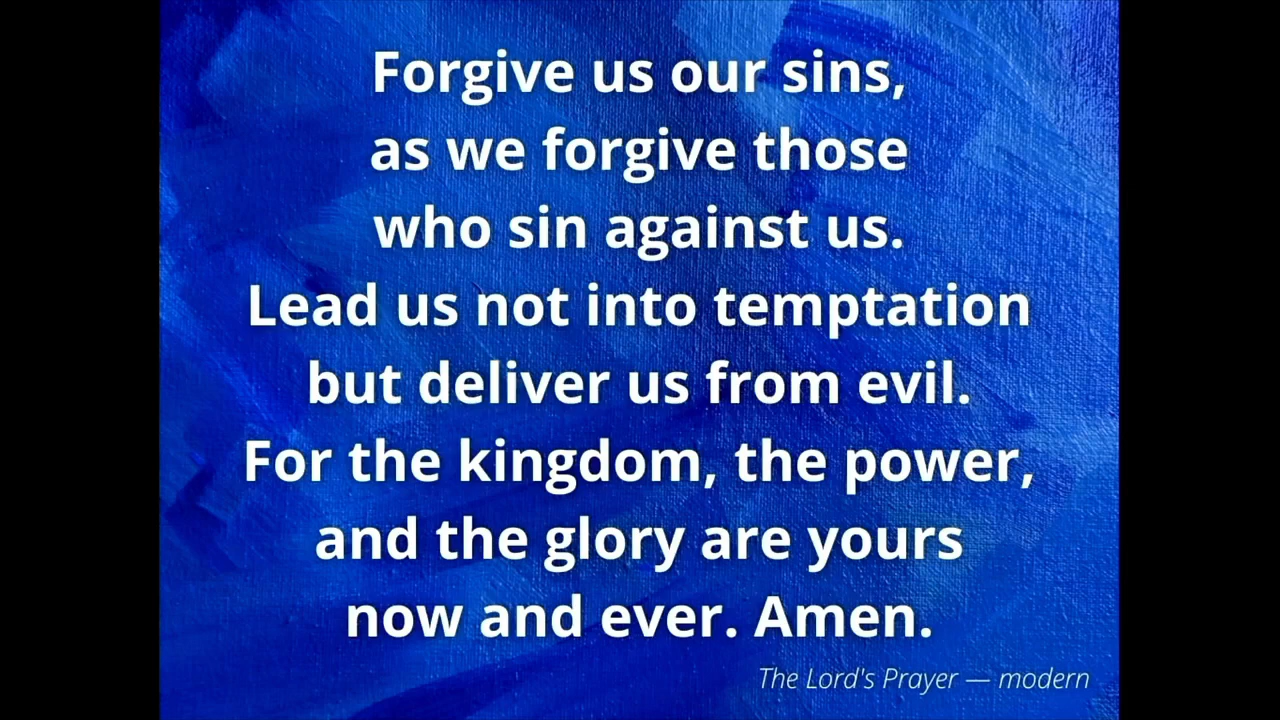 Forgive us our sins,
as we forgive those
who sin against us.
Lead us not into temptation
but deliver us from evil.
For the kingdom, the power,
and the glory are yours
now and ever. Amen.
The Lord's Prayer — modern